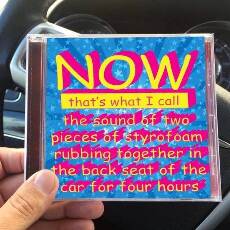 NOW
that's what I call
the sound of two
pieces of styrofoam
rubbing together in
the back seat of the
car for four hours